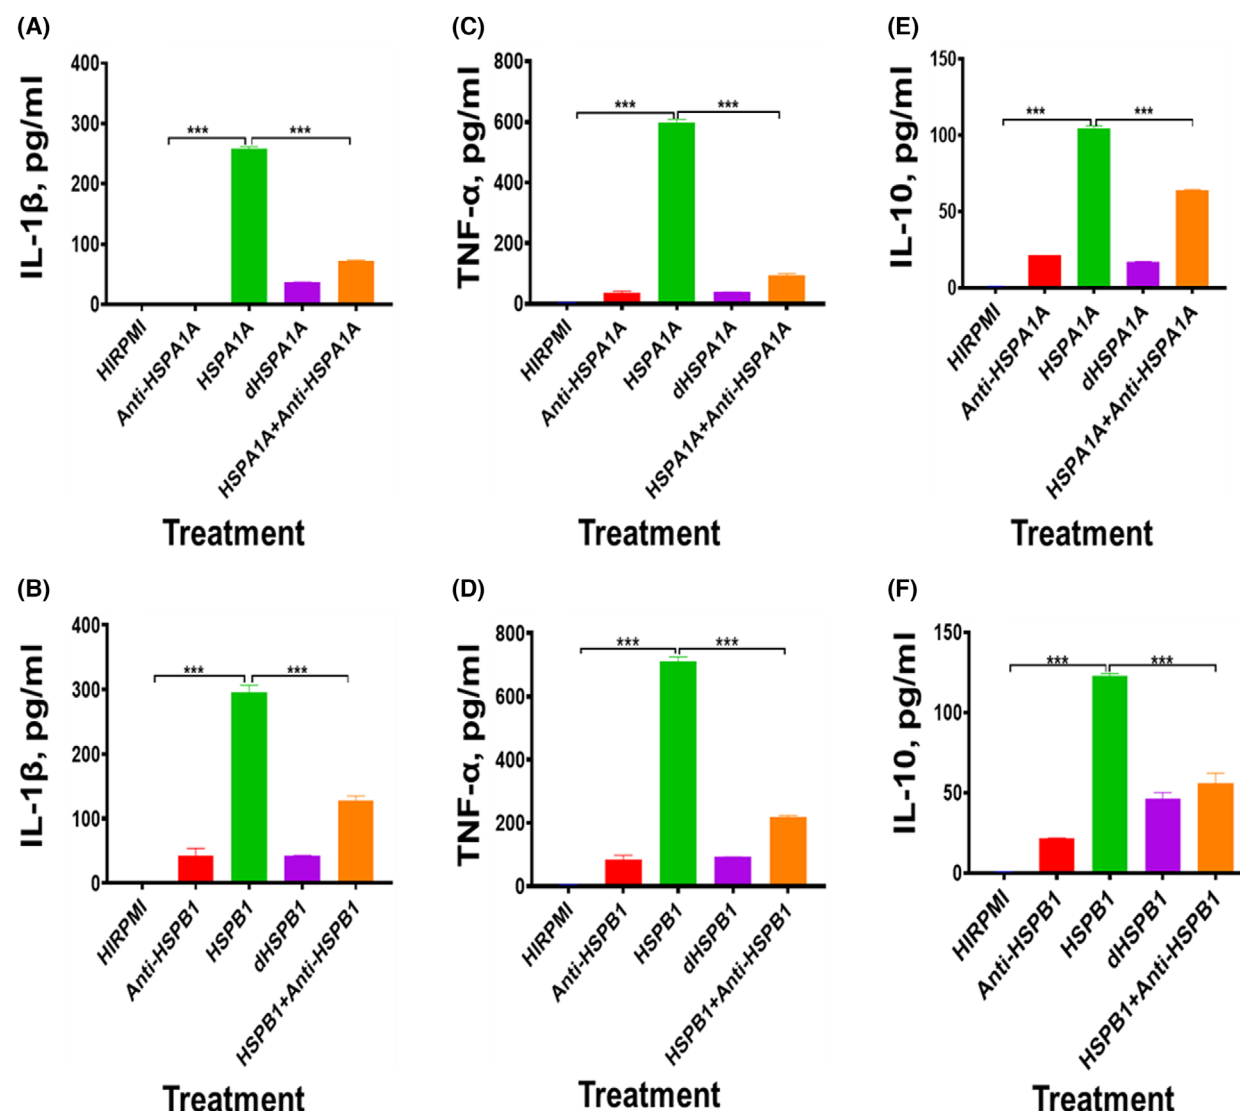 (A)
IL-1β, pg/ml
400
300
200
100
0
***
***
HIRPMI
Anti-HSPA1A
HSPA1A
dHSPA1A
HSPA1A+Anti-HSPA1A
Treatment
(C)
TNF-α, pg/ml
800
600
400
200
0
***
***
HIRPMI
Anti-HSPA1A
HSPA1A
dHSPA1A
HSPA1A+Anti-HSPA1A
Treatment
(E)
IL-10, pg/ml
150
100
50
0
***
***
HIRPMI
Anti-HSPA1A
HSPA1A
dHSPA1A
HSPA1A+Anti-HSPA1A
Treatment
(B)
IL-1β, pg/ml
400
300
200
100
0
***
***
HIRPMI
Anti-HSPB1
HSPB1
dHSPB1
HSPB1+Anti-HSPB1
Treatment
(D)
TNF-α, pg/ml
800
600
400
200
0
***
***
HIRPMI
Anti-HSPB1
HSPB1
dHSPB1
HSPB1+Anti-HSPB1
Treatment
(F)
IL-10, pg/ml
150
100
50
0
***
***
HIRPMI
Anti-HSPB1
HSPB1
dHSPB1
HSPB1+Anti-HSPB1
Treatment